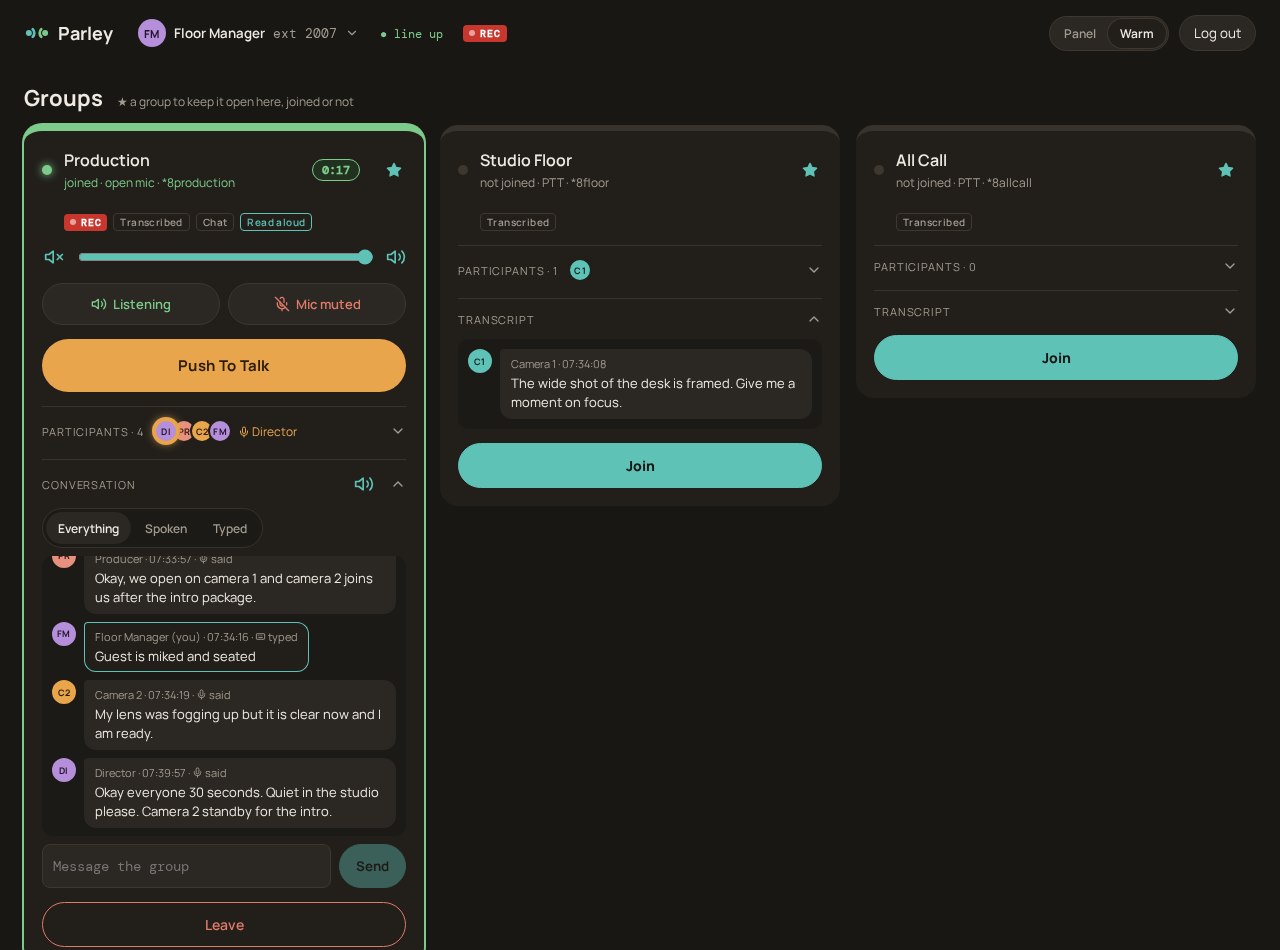 Parley
FM Floor Manager ext 2007
line up
REC
Panel
Warm
Log out
Groups
★ a group to keep it open here, joined or not
Production
joined · open mic · *8production
0:17
REC
Transcribed
Chat
Read aloud
Listening
Mic muted
Push To Talk
PARTICIPANTS · 4
DI PR C2 FM
Director
CONVERSATION
Everything
Spoken
Typed
PR
Producer · 07:33:57 · said
Okay, we open on camera 1 and camera 2 joins
us after the intro package.
FM
Floor Manager (you) · 07:34:16 · typed
Guest is miked and seated
C2
Camera 2 · 07:34:19 · said
My lens was fogging up but it is clear now and I
am ready.
DI
Director · 07:39:57 · said
Okay everyone 30 seconds. Quiet in the studio
please. Camera 2 standby for the intro.
Message the group
Send
Leave
Studio Floor
not joined · PTT · *8floor
Transcribed
PARTICIPANTS · 1
C1
TRANSCRIPT
C1
Camera 1 · 07:34:08
The wide shot of the desk is framed. Give me a
moment on focus.
Join
All Call
not joined · PTT · *8allcall
Transcribed
PARTICIPANTS · 0
TRANSCRIPT
Join